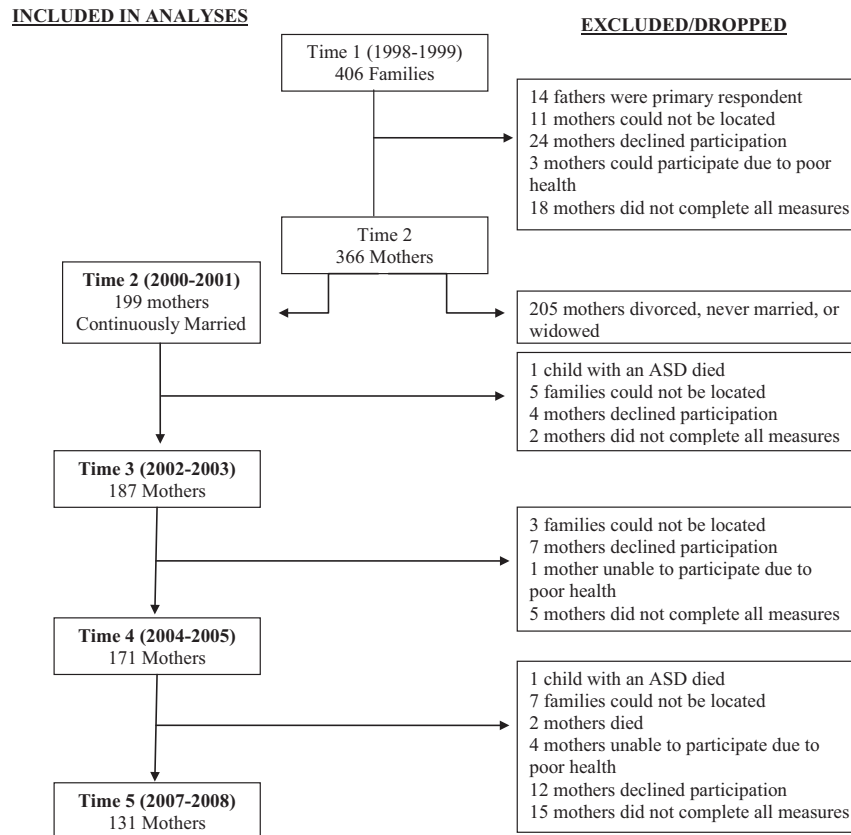 INCLUDED IN ANALYSES
EXCLUDED/DROPPED
Time 1 (1998-1999)
406 Families
14 fathers were primary respondent
11 mothers could not be located
24 mothers declined participation
3 mothers could participate due to poor
health
18 mothers did not complete all measures
Time 2
366 Mothers
Time 2 (2000-2001)
199 mothers
Continuously Married
205 mothers divorced, never married, or
widowed
1 child with an ASD died
5 families could not be located
4 mothers declined participation
2 mothers did not complete all measures
Time 3 (2002-2003)
187 Mothers
3 families could not be located
7 mothers declined participation
1 mother unable to participate due to
poor health
5 mothers did not complete all measures
Time 4 (2004-2005)
171 Mothers
1 child with an ASD died
7 families could not be located
2 mothers died
4 mothers unable to participate due to
poor health
12 mothers declined participation
15 mothers did not complete all measures
Time 5 (2007-2008)
131 Mothers